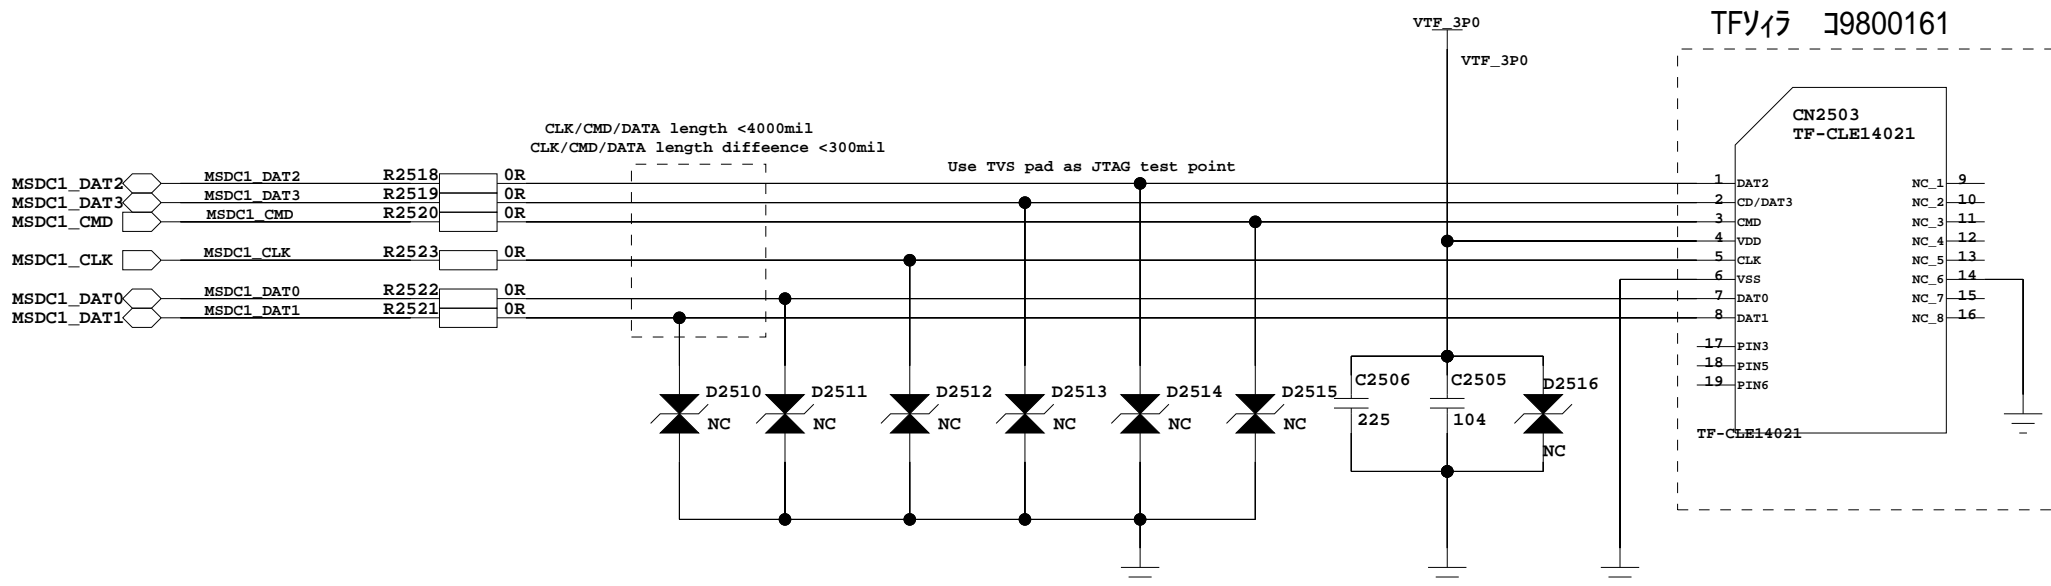 VTF_3P0
TFソィラ コ9800161
VTF_3P0
CN2503
TF-CLE14021
CLK/CMD/DATA length <4000mil
CLK/CMD/DATA length diffeence <300mil
Use TVS pad as JTAG test point
MSDC1_DAT2 MSDC1_DAT2 R2518 0R 1 DAT2 NC_1 9
MSDC1_DAT3 MSDC1_DAT3 R2519 0R 2 CD/DAT3 NC_2 10
MSDC1_CMD MSDC1_CMD R2520 0R 3 CMD NC_3 11
4 VDD NC_4 12
MSDC1_CLK MSDC1_CLK R2523 0R 5 CLK NC_5 13
6 VSS NC_6 14
MSDC1_DAT0 MSDC1_DAT0 R2522 0R 7 DAT0 NC_7 15
MSDC1_DAT1 MSDC1_DAT1 R2521 0R 8 DAT1 NC_8 16
17 PIN3
18 PIN5
19 PIN6
D2510 D2511 D2512 D2513 D2514 D2515 C2506 C2505 D2516
NC NC NC NC NC NC 225 104 NC
TF-CLE14021